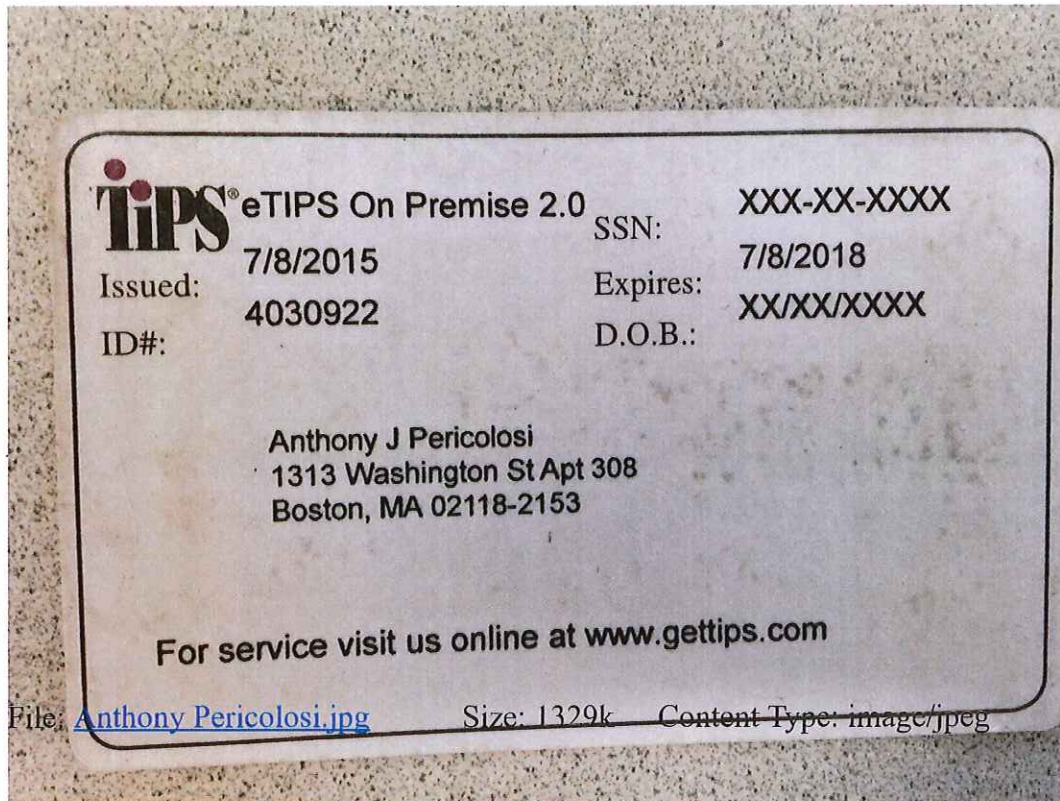 TiPS® eTIPS On Premise 2.0 SSN: XXX-XX-XXXX
Issued: 7/8/2015 Expires: 7/8/2018
ID#: 4030922 D.O.B.: XX/XX/XXXX
Anthony J Pericolosi
1313 Washington St Apt 308
Boston, MA 02118-2153
For service visit us online at www.gettips.com
File: Anthony Pericolosi.jpg Size: 1329k Content Type: image/jpeg